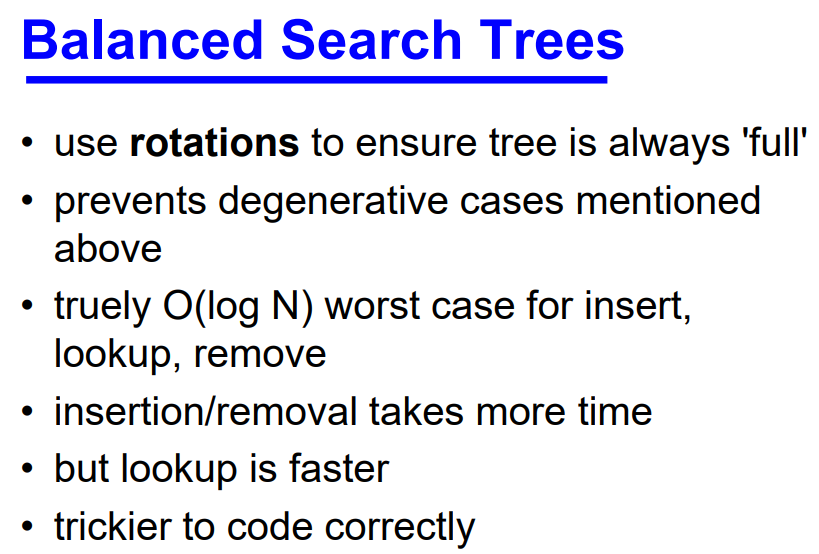 Balanced Search Trees
• use rotations to ensure tree is always 'full'
• prevents degenerative cases mentioned
above
• truely O(log N) worst case for insert,
lookup, remove
• insertion/removal takes more time
• but lookup is faster
• trickier to code correctly